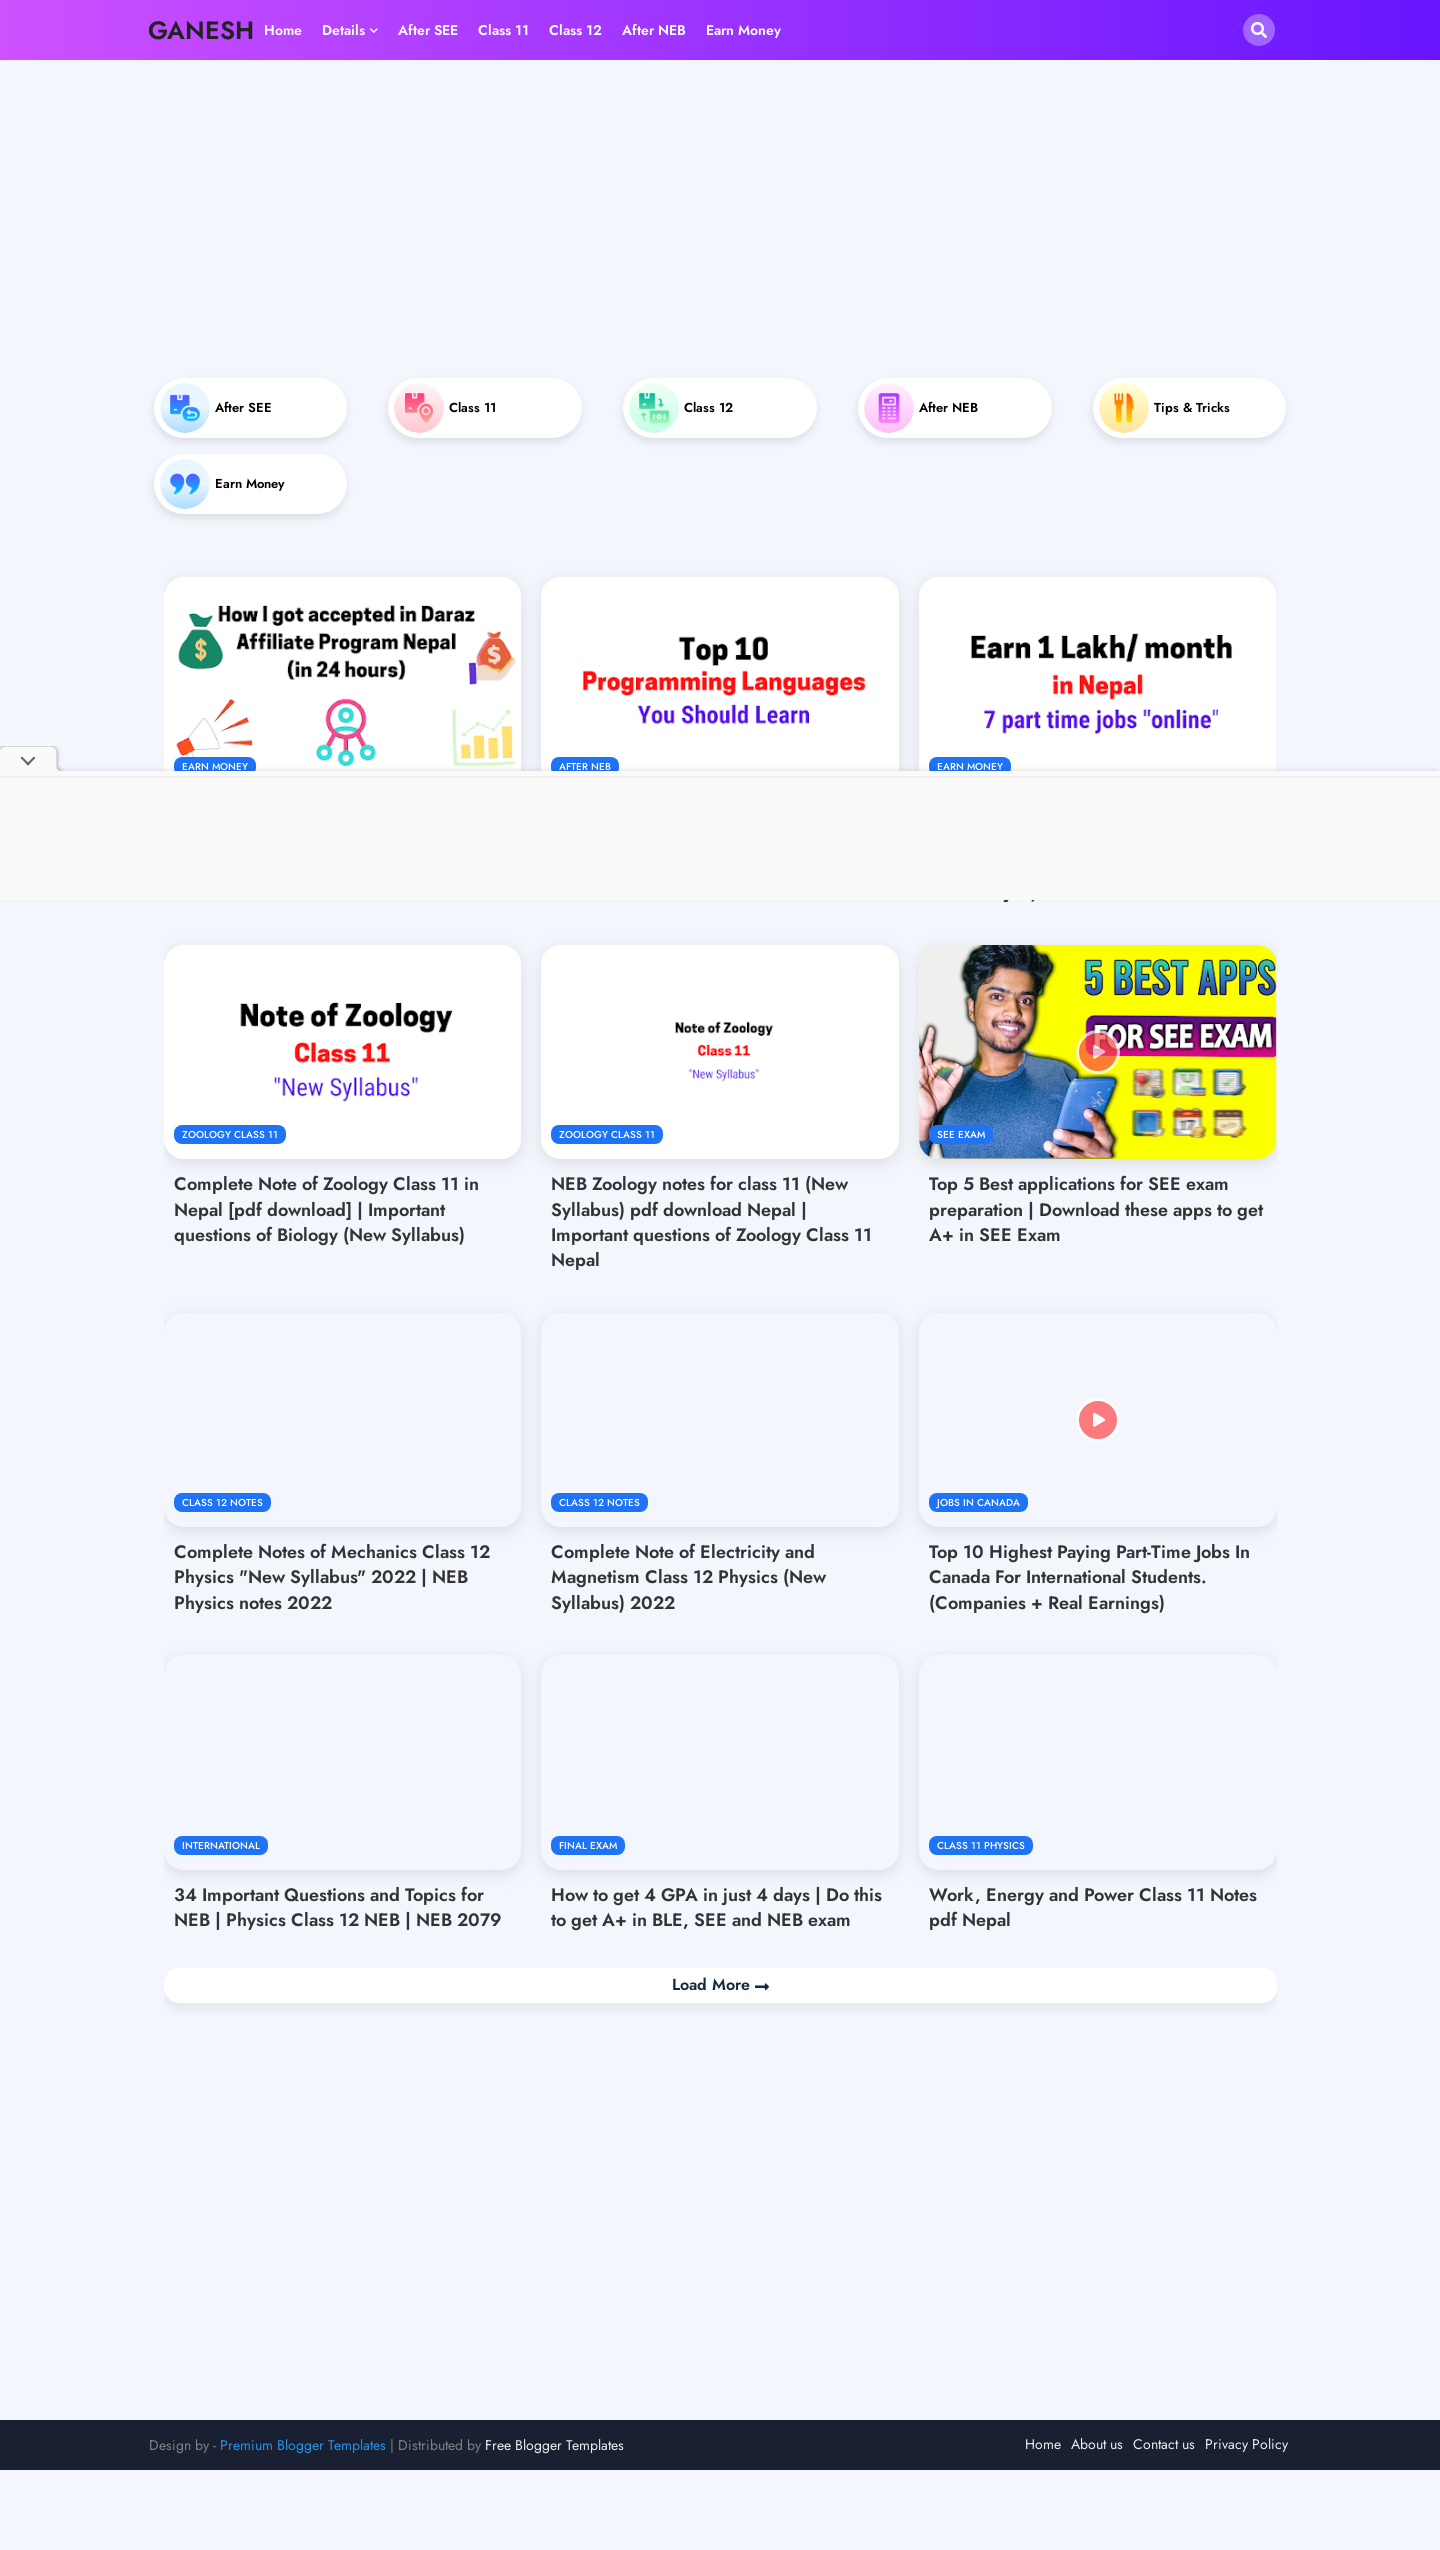 GANESH Home Details After SEE Class 11 Class 12 After NEB Earn Money
After SEE
Class 11
Class 12
After NEB
Tips & Tricks
Earn Money
How I got accepted in Daraz
Affiliate Program Nepal
(in 24 hours)
EARN MONEY
Top 10
Programming Languages
You Should Learn
AFTER NEB
Earn 1 Lakh/ month
in Nepal
7 part time jobs "online"
EARN MONEY
Note of Zoology
Class 11
"New Syllabus"
ZOOLOGY CLASS 11
Complete Note of Zoology Class 11 in
Nepal [pdf download] | Important
questions of Biology (New Syllabus)
Note of Zoology
Class 11
"New Syllabus"
ZOOLOGY CLASS 11
NEB Zoology notes for class 11 (New
Syllabus) pdf download Nepal |
Important questions of Zoology Class 11
Nepal
5 BEST APPS
FOR SEE EXAM
SEE EXAM
Top 5 Best applications for SEE exam
preparation | Download these apps to get
A+ in SEE Exam
CLASS 12 NOTES
Complete Notes of Mechanics Class 12
Physics "New Syllabus" 2022 | NEB
Physics notes 2022
CLASS 12 NOTES
Complete Note of Electricity and
Magnetism Class 12 Physics (New
Syllabus) 2022
JOBS IN CANADA
Top 10 Highest Paying Part-Time Jobs In
Canada For International Students.
(Companies + Real Earnings)
INTERNATIONAL
34 Important Questions and Topics for
NEB | Physics Class 12 NEB | NEB 2079
FINAL EXAM
How to get 4 GPA in just 4 days | Do this
to get A+ in BLE, SEE and NEB exam
CLASS 11 PHYSICS
Work, Energy and Power Class 11 Notes
pdf Nepal
Load More
Design by - Premium Blogger Templates | Distributed by Free Blogger Templates
Home About us Contact us Privacy Policy